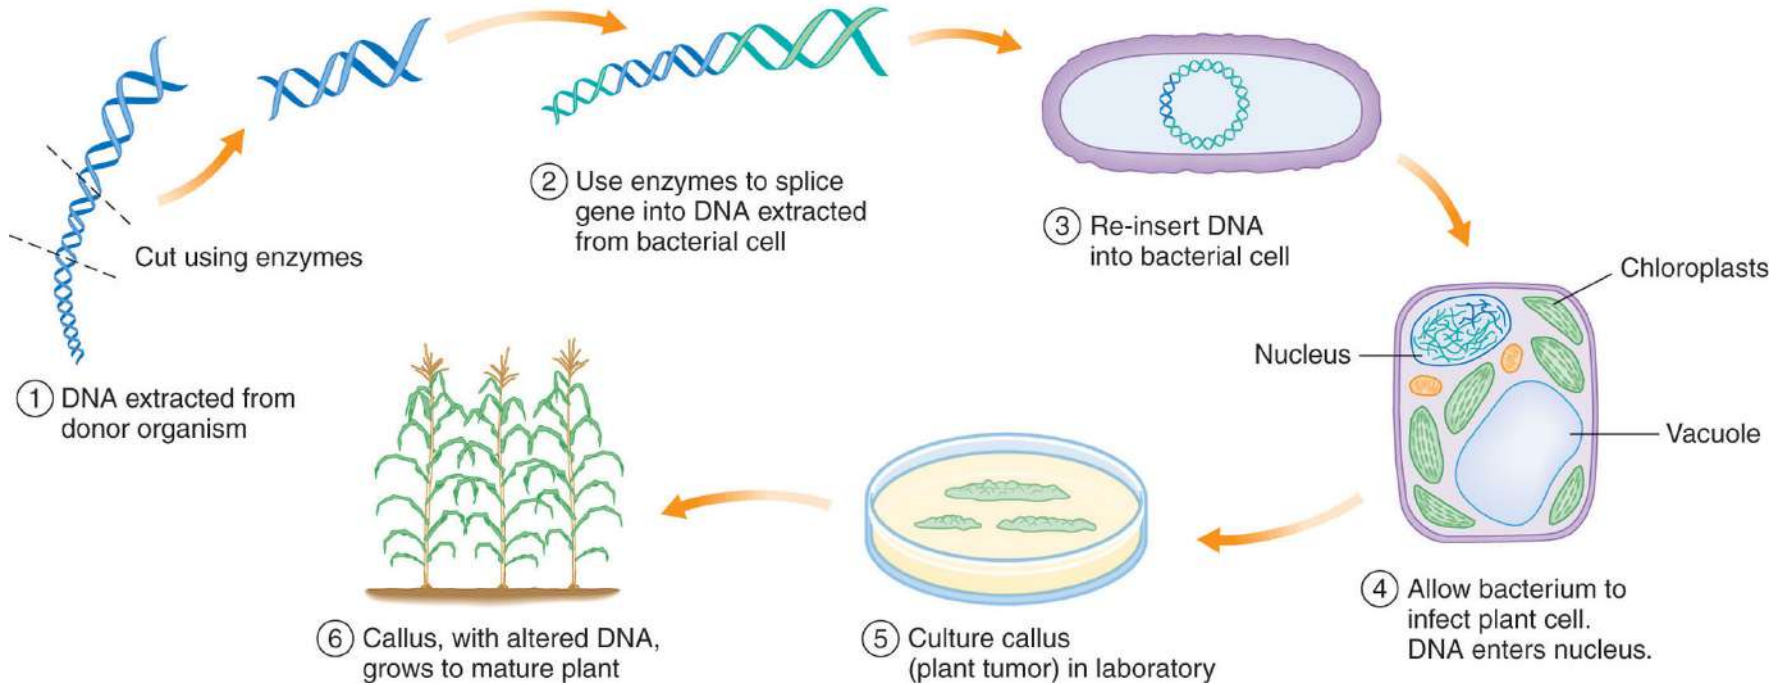 Cut using enzymes
① DNA extracted from
donor organism
② Use enzymes to splice
gene into DNA extracted
from bacterial cell
③ Re-insert DNA
into bacterial cell
Chloroplasts
Nucleus
Vacuole
④ Allow bacterium to
infect plant cell.
DNA enters nucleus.
⑤ Culture callus
(plant tumor) in laboratory
⑥ Callus, with altered DNA,
grows to mature plant